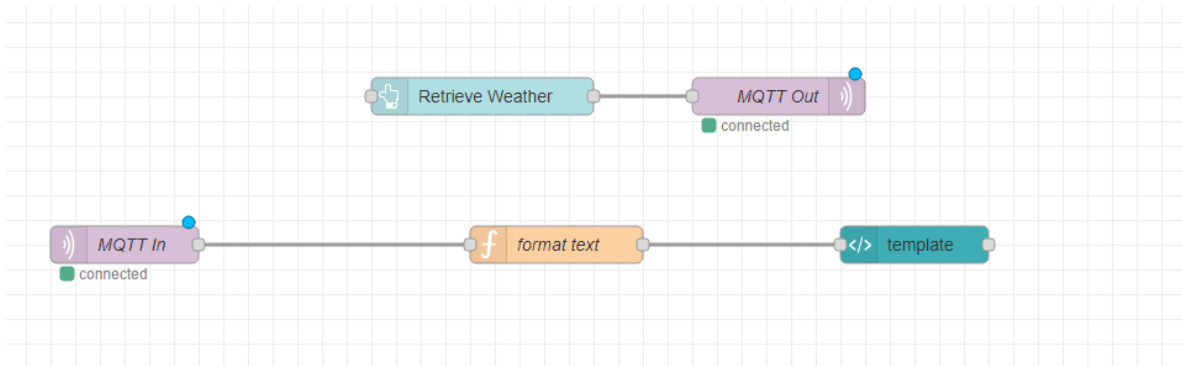 Retrieve Weather
MQTT Out
connected
MQTT In
format text
</> template
connected